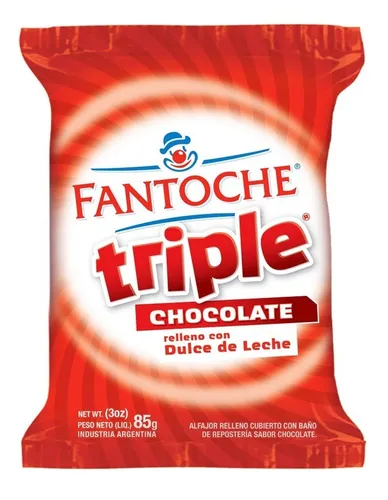 FANTOCHE®
triple®
CHOCOLATE
relleno con
Dulce de Leche
NET WT. (3oz)
PESO NETO (LIQ.) 85g
INDUSTRIA ARGENTINA
ALFAJOR RELLENO CUBIERTO CON BAÑO
DE REPOSTERÍA SABOR CHOCOLATE.